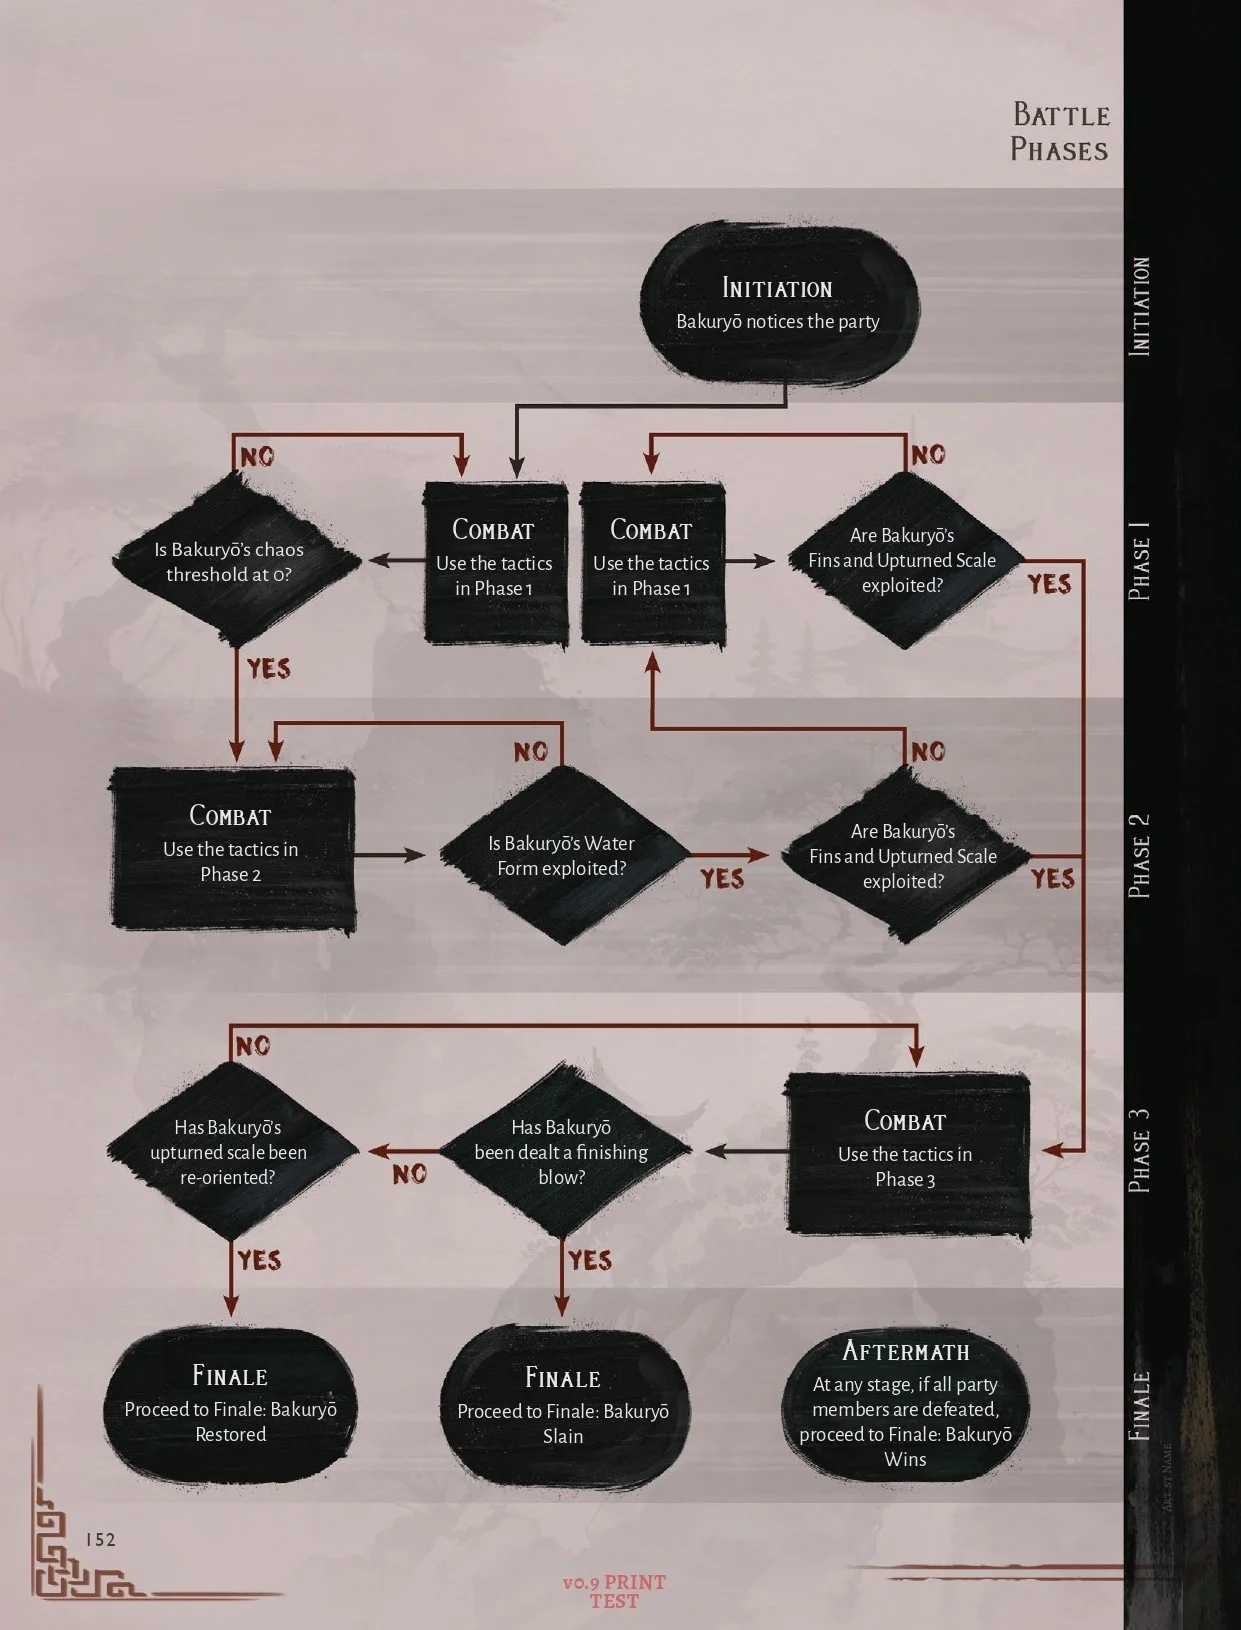 BATTLE
PHASES
INITIATION
INITIATION
Bakuryō notices the party
PHASE 1
NO
NO
Is Bakuryō's chaos
threshold at 0?
COMBAT
Use the tactics
in Phase 1
COMBAT
Use the tactics
in Phase 1
Are Bakuryō's
Fins and Upturned Scale
exploited?
YES
YES
PHASE 2
NO
NO
COMBAT
Use the tactics in
Phase 2
Is Bakuryō's Water
Form exploited?
YES
Are Bakuryō's
Fins and Upturned Scale
exploited?
YES
PHASE 3
NO
Has Bakuryō's
upturned scale been
re-oriented?
NO
Has Bakuryō
been dealt a finishing
blow?
COMBAT
Use the tactics in
Phase 3
YES
YES
FINALE
FINALE
Proceed to Finale: Bakuryō
Restored
FINALE
Proceed to Finale: Bakuryō
Slain
AFTERMATH
At any stage, if all party
members are defeated,
proceed to Finale: Bakuryō
Wins
ARTIST NAME
152
v0.9 PRINT
TEST